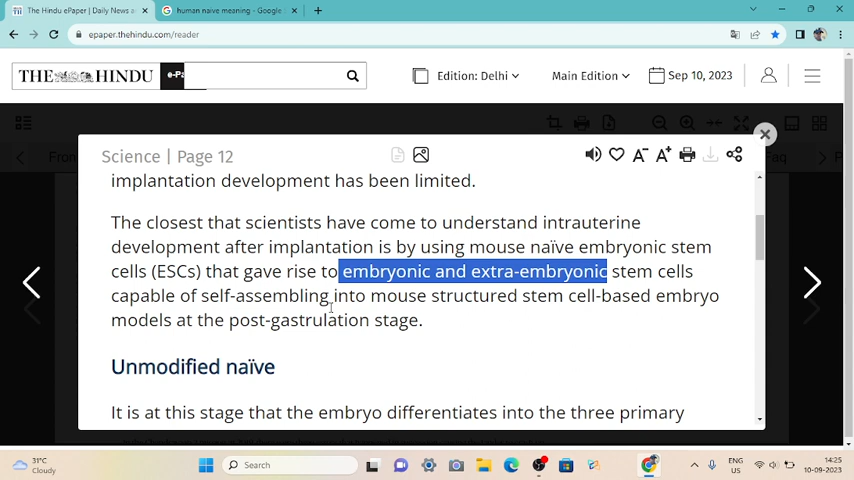 The Hindu ePaper | Daily News a
human naive meaning - Google
epaper.thehindu.com/reader
THE HINDU
e-Pa
Edition: Delhi
Main Edition
Sep 10, 2023
Science | Page 12
A- A+
implantation development has been limited.
The closest that scientists have come to understand intrauterine
development after implantation is by using mouse naïve embryonic stem
cells (ESCs) that gave rise to embryonic and extra-embryonic stem cells
capable of self-assembling into mouse structured stem cell-based embryo
models at the post-gastrulation stage.
Unmodified naïve
It is at this stage that the embryo differentiates into the three primary
31°C
Cloudy
Search
ENG
US
14:25
10-09-2023